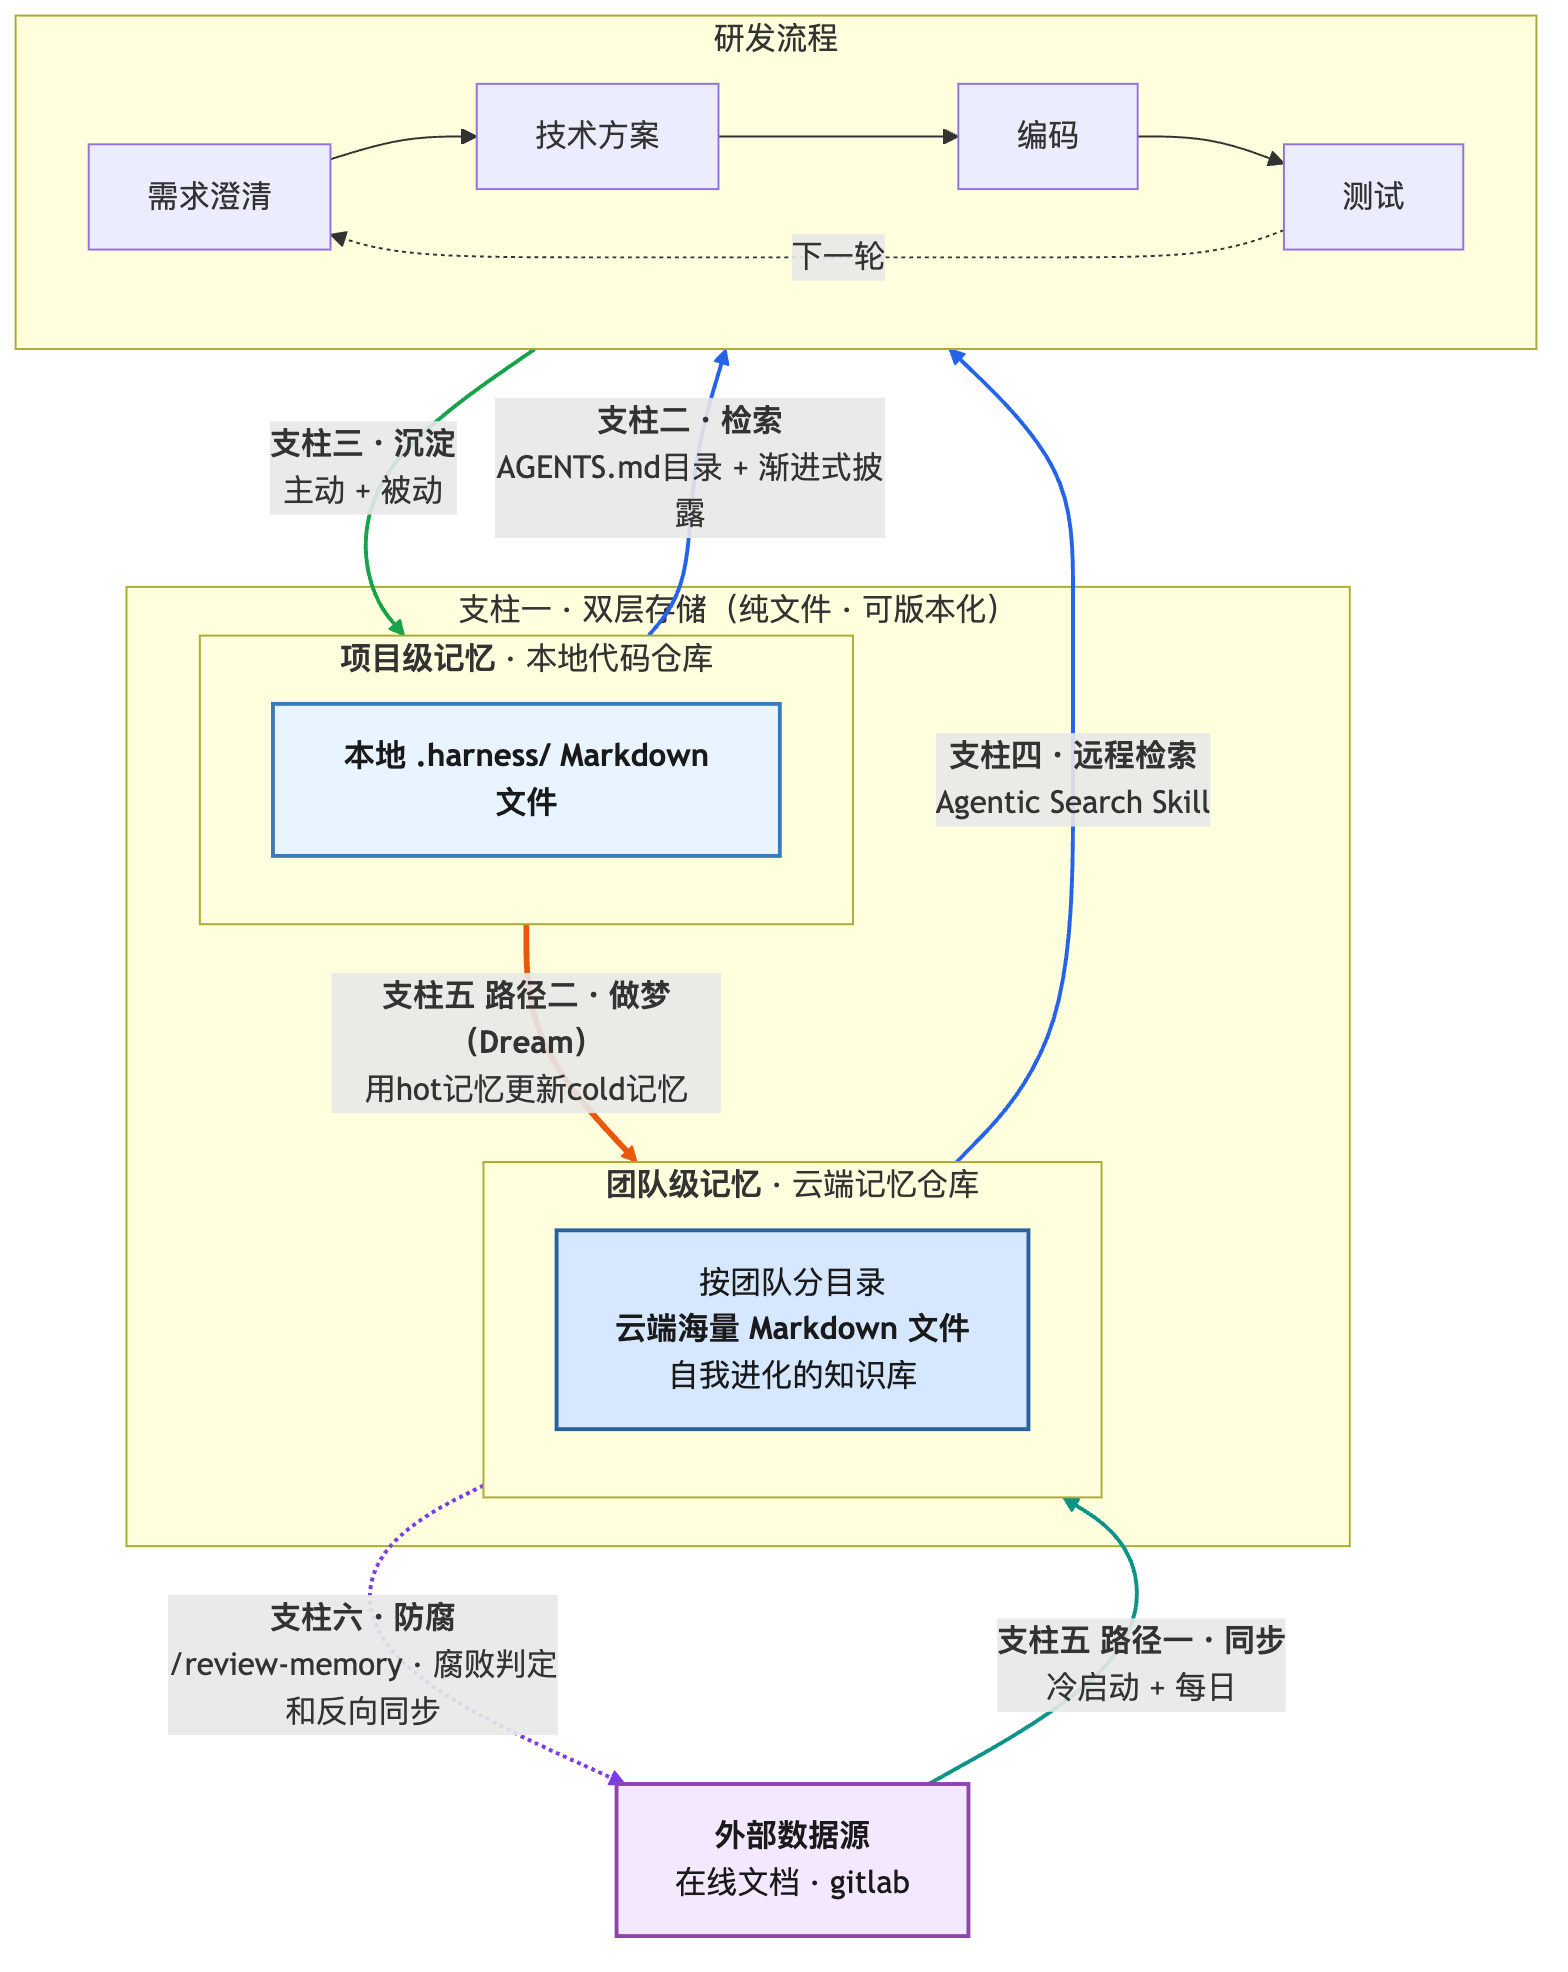 研发流程
需求澄清
技术方案
编码
测试
下一轮
支柱三 · 沉淀
主动 + 被动
支柱二 · 检索
AGENTS.md目录 + 渐进式披
露
支柱一 · 双层存储（纯文件 · 可版本化）
项目级记忆 · 本地代码仓库
本地 .harness/ Markdown
文件
支柱四 · 远程检索
Agentic Search Skill
支柱五 路径二 · 做梦
（Dream）
用hot记忆更新cold记忆
团队级记忆 · 云端记忆仓库
按团队分目录
云端海量 Markdown 文件
自我进化的知识库
支柱六 · 防腐
/review-memory · 腐败判定
和反向同步
支柱五 路径一 · 同步
冷启动 + 每日
外部数据源
在线文档 · gitlab